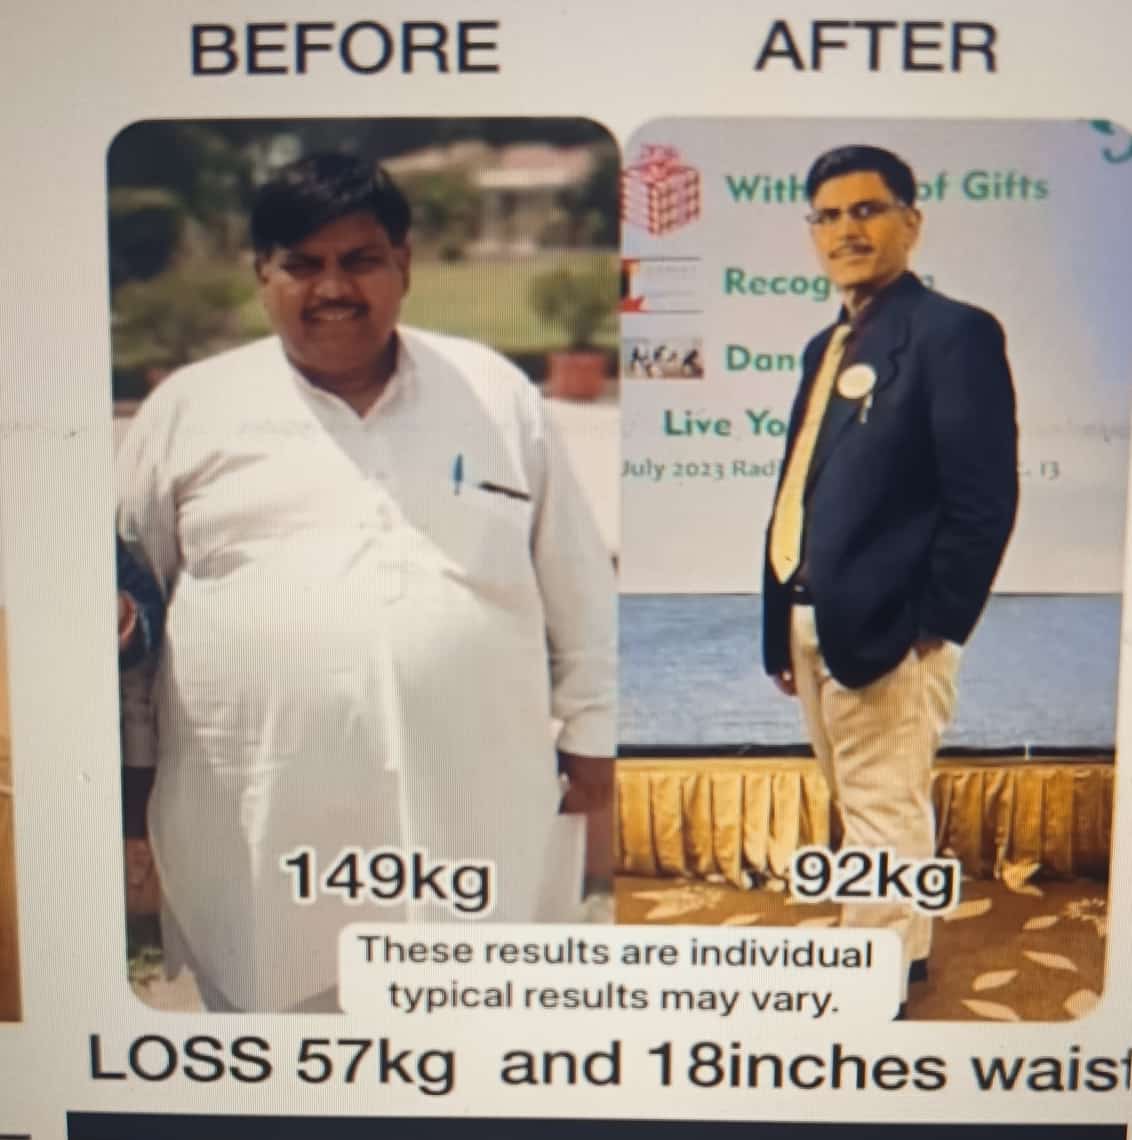 BEFORE
AFTER
With of Gifts
Recog
Dan
Live Yo
July 2023 Rad
13
149kg
92kg
These results are individual
typical results may vary.
LOSS 57kg and 18inches waist